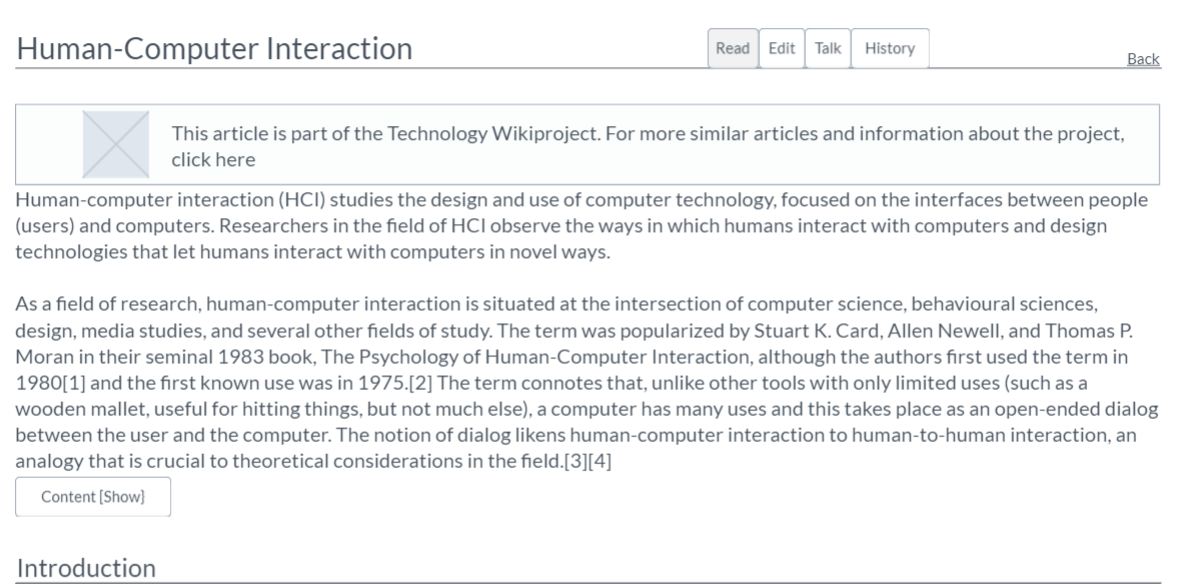 Human-Computer Interaction
Read Edit Talk History
Back
This article is part of the Technology Wikiproject. For more similar articles and information about the project,
click here
Human-computer interaction (HCI) studies the design and use of computer technology, focused on the interfaces between people
(users) and computers. Researchers in the field of HCI observe the ways in which humans interact with computers and design
technologies that let humans interact with computers in novel ways.
As a field of research, human-computer interaction is situated at the intersection of computer science, behavioural sciences,
design, media studies, and several other fields of study. The term was popularized by Stuart K. Card, Allen Newell, and Thomas P.
Moran in their seminal 1983 book, The Psychology of Human-Computer Interaction, although the authors first used the term in
1980[1] and the first known use was in 1975.[2] The term connotes that, unlike other tools with only limited uses (such as a
wooden mallet, useful for hitting things, but not much else), a computer has many uses and this takes place as an open-ended dialog
between the user and the computer. The notion of dialog likens human-computer interaction to human-to-human interaction, an
analogy that is crucial to theoretical considerations in the field.[3][4]
Content [Show}
Introduction